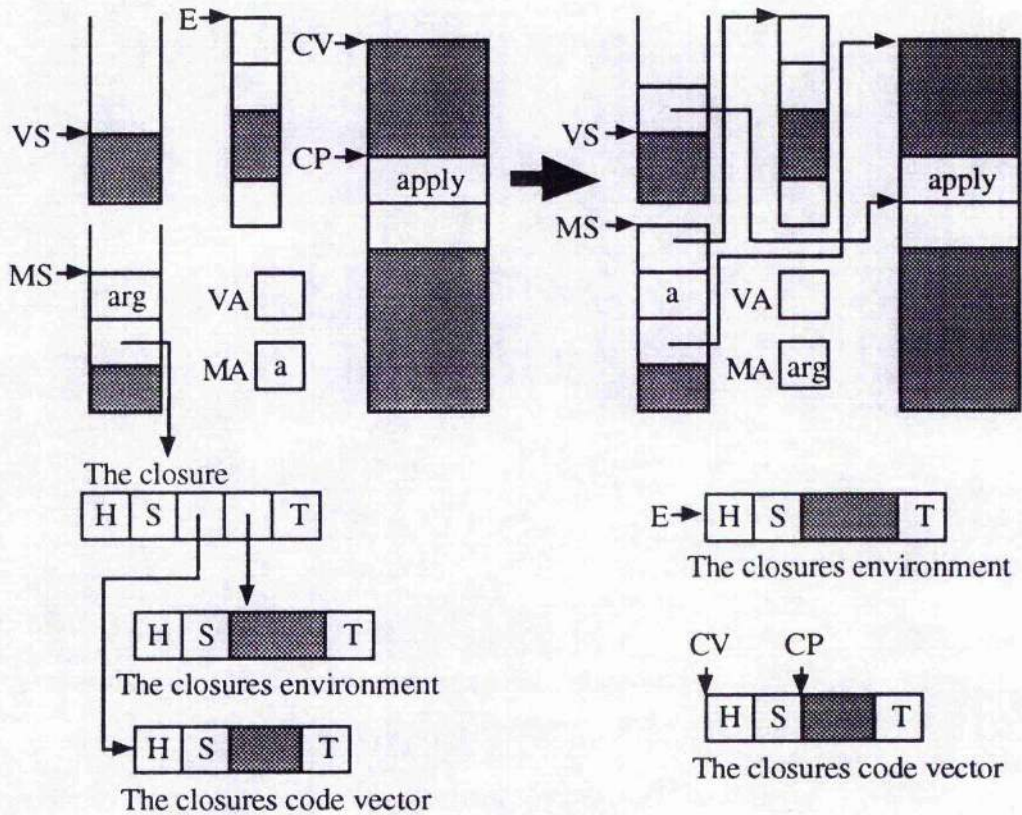 E
CV
VS
VS
CP
apply
apply
MS
MS
arg
a
VA
VA
MA
a
MA
arg
The closure
H S T
E H S T
The closures environment
H S T
The closures environment
CV CP
H S T
H S T
The closures code vector
The closures code vector